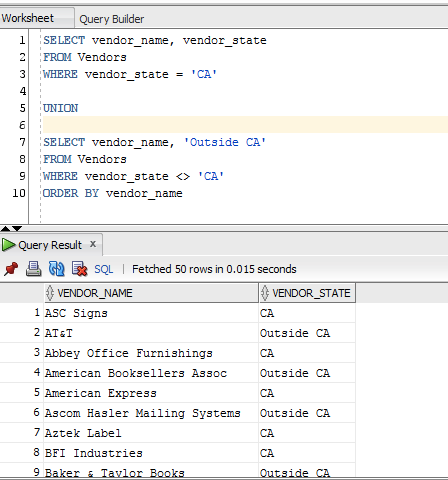 Worksheet Query Builder
1 SELECT vendor_name, vendor_state
2 FROM Vendors
3 WHERE vendor_state = 'CA'
4
5 UNION
6
7 SELECT vendor_name, 'Outside CA'
8 FROM Vendors
9 WHERE vendor_state <> 'CA'
10 ORDER BY vendor_name
Query Result x
SQL | Fetched 50 rows in 0.015 seconds
VENDOR_NAME VENDOR_STATE
1 ASC Signs CA
2 AT&T Outside CA
3 Abbey Office Furnishings CA
4 American Booksellers Assoc Outside CA
5 American Express CA
6 Ascom Hasler Mailing Systems Outside CA
7 Aztek Label CA
8 BFI Industries CA
9 Baker & Taylor Books Outside CA